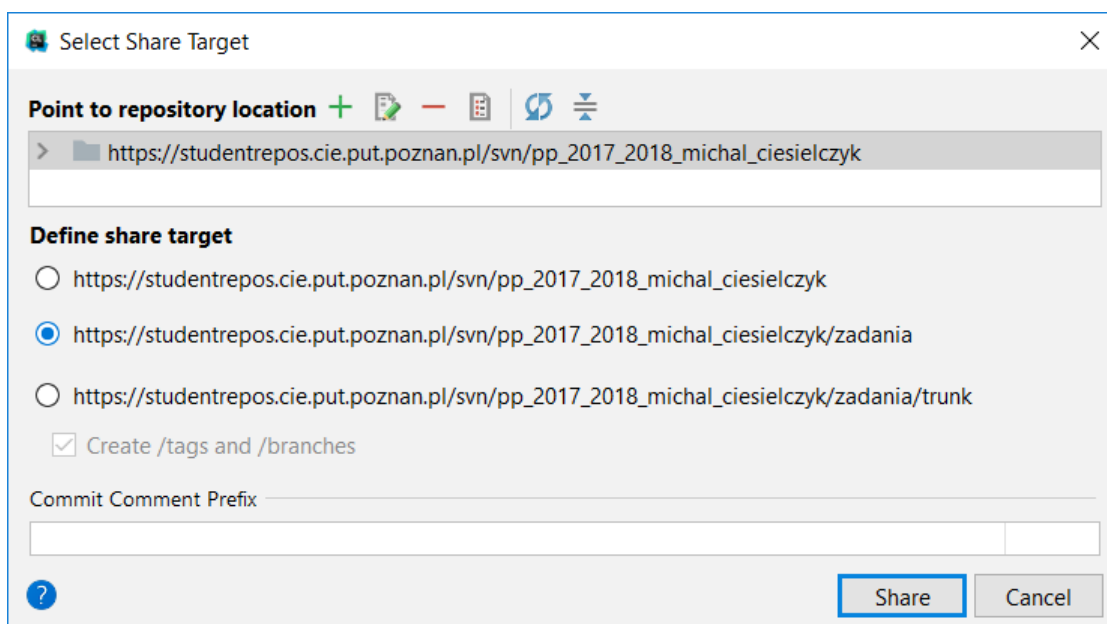 Select Share Target
Point to repository location
https://studentrepos.cie.put.poznan.pl/svn/pp_2017_2018_michal_ciesielczyk
Define share target
https://studentrepos.cie.put.poznan.pl/svn/pp_2017_2018_michal_ciesielczyk
https://studentrepos.cie.put.poznan.pl/svn/pp_2017_2018_michal_ciesielczyk/zadania
https://studentrepos.cie.put.poznan.pl/svn/pp_2017_2018_michal_ciesielczyk/zadania/trunk
Create /tags and /branches
Commit Comment Prefix
? Share Cancel